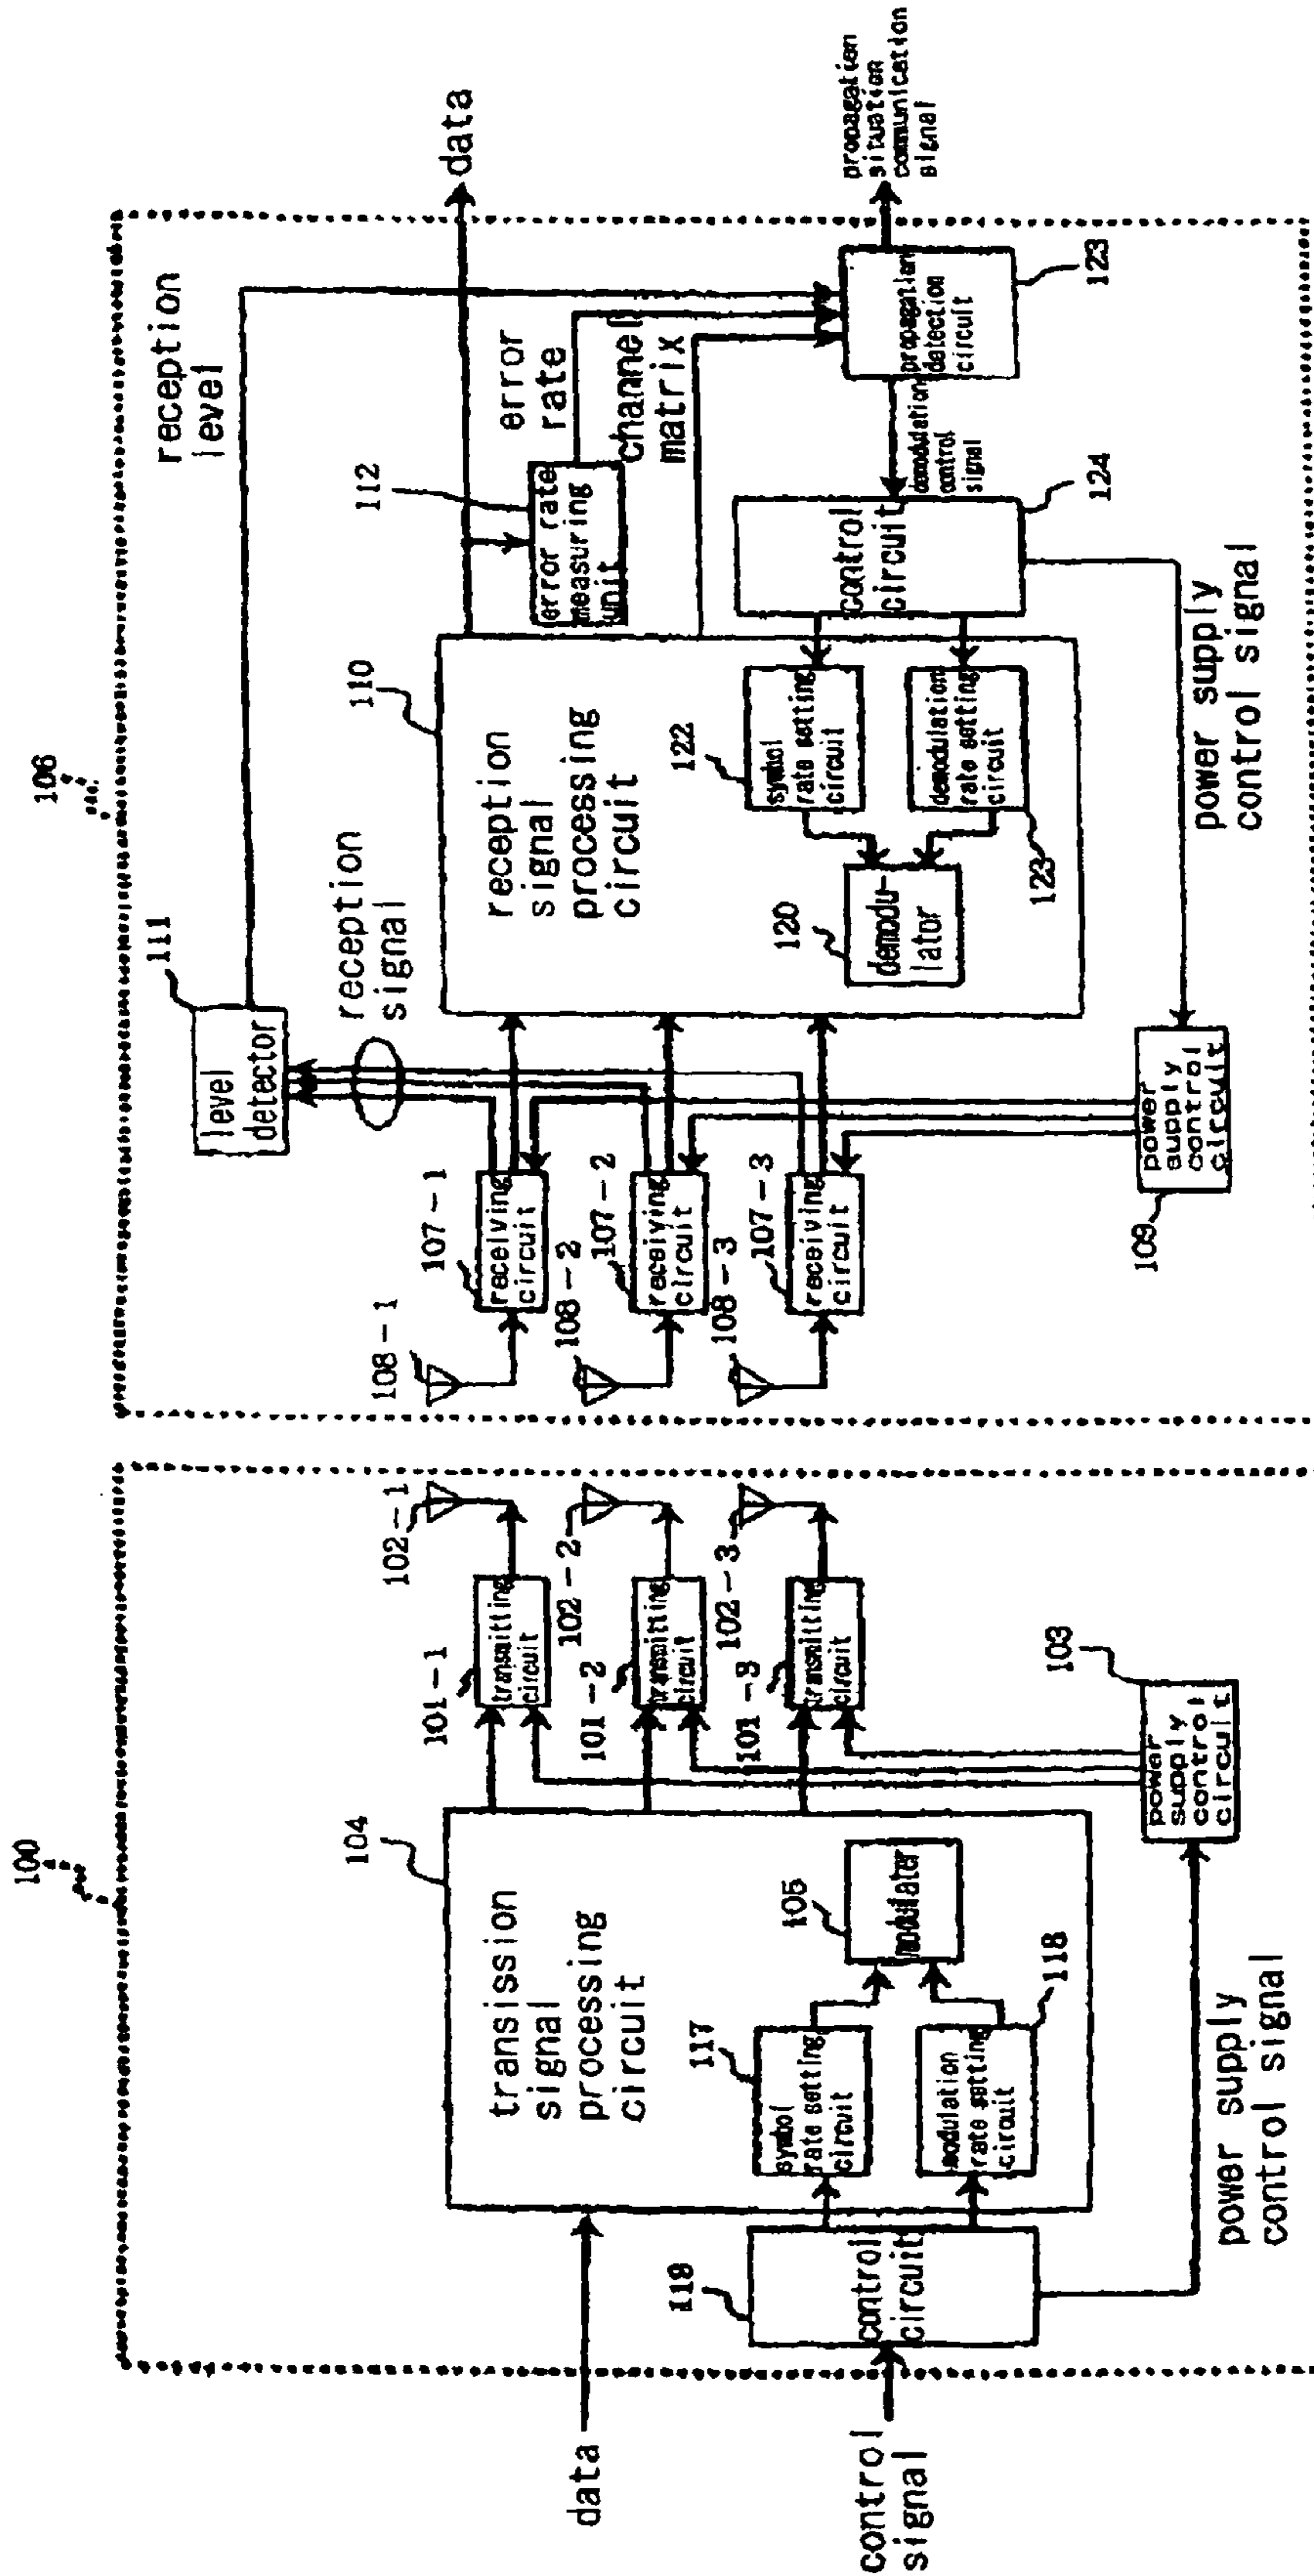 100
data
control
signal
118
control
circuit
104
transission
signal
processing
circuit
117
symbol
rate setting
circuit
modulation
rate setting
circuit
118
105
modulater
101-1
transmitting
circuit
102-1
101-2
transmitting
circuit
102-2
101-3
transmitting
circuit
102-3
103
power
supply
control
circuit
power supply
control signal
106
108-1
107-1
receiving
circuit
108-2
107-2
receiving
circuit
108-3
107-3
receiving
circuit
109
power
supply
control
circuit
111
level
detector
reception
signal
reception
level
110
reception
signal
processing
circuit
120
demodu-
lator
122
symbol
rate setting
circuit
demodulation
rate setting
circuit
123
112
error rate
measuring
unit
error
rate
channel
matrix
control
circuit
124
demodulation
control
signal
propagation
detection
circuit
123
power supply
control signal
data
propagation
situation
communication
signal